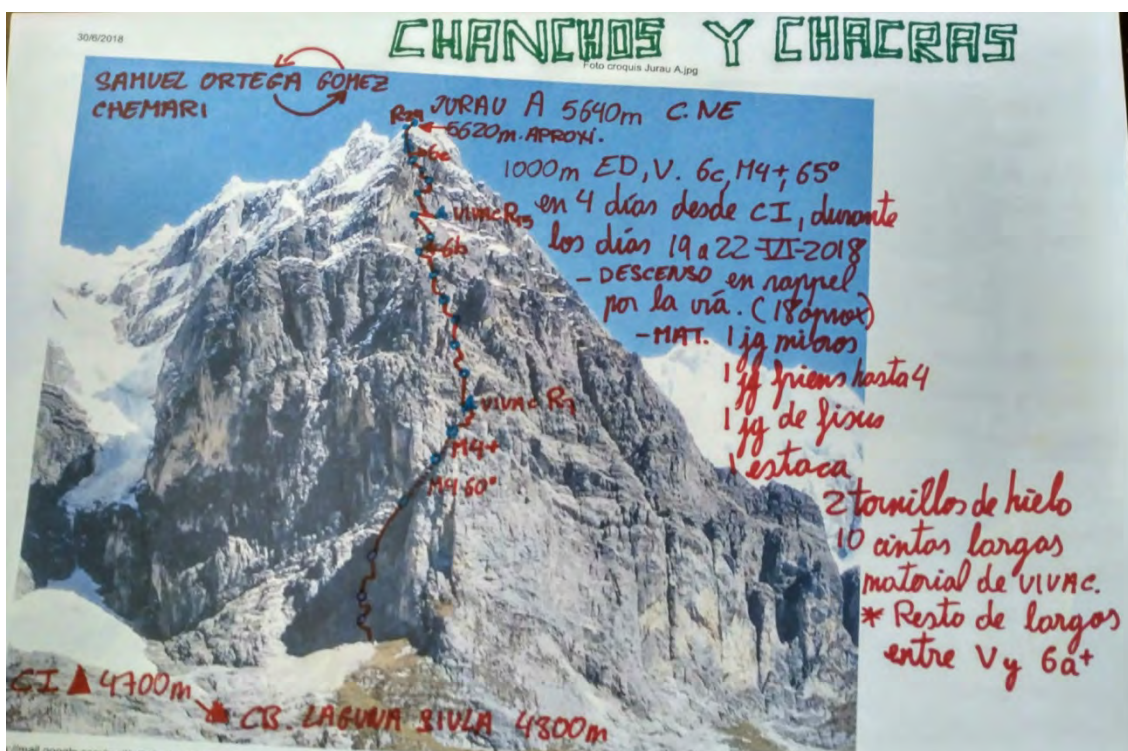 30/6/2018
CHANCHOS Y CHACRAS
Foto croquis Jurau A.jpg
SAMUEL ORTEGA GOMEZ
CHEMARI
JURAU A 5640m C. NE
5620m. APROXI.
6c
1000m ED, V. 6c, M4+, 65°
VIVAC R15
en 4 días desde CI, durante
los días 19 a 22-VI-2018
6b
- DESCENSO en rappel
por la vía. (18 aprox)
- MAT. 1 jg micros
1 jg friens hasta 4
VIVAC R7
1 jg de fisus
M4+
1 estaca
M4 60°
2 tornillos de hielo
10 cintas largas
material de VIVAC.
* Resto de largos
entre V y 6a+
CI 4700m
CB. LAGUNA SIULA 4300m